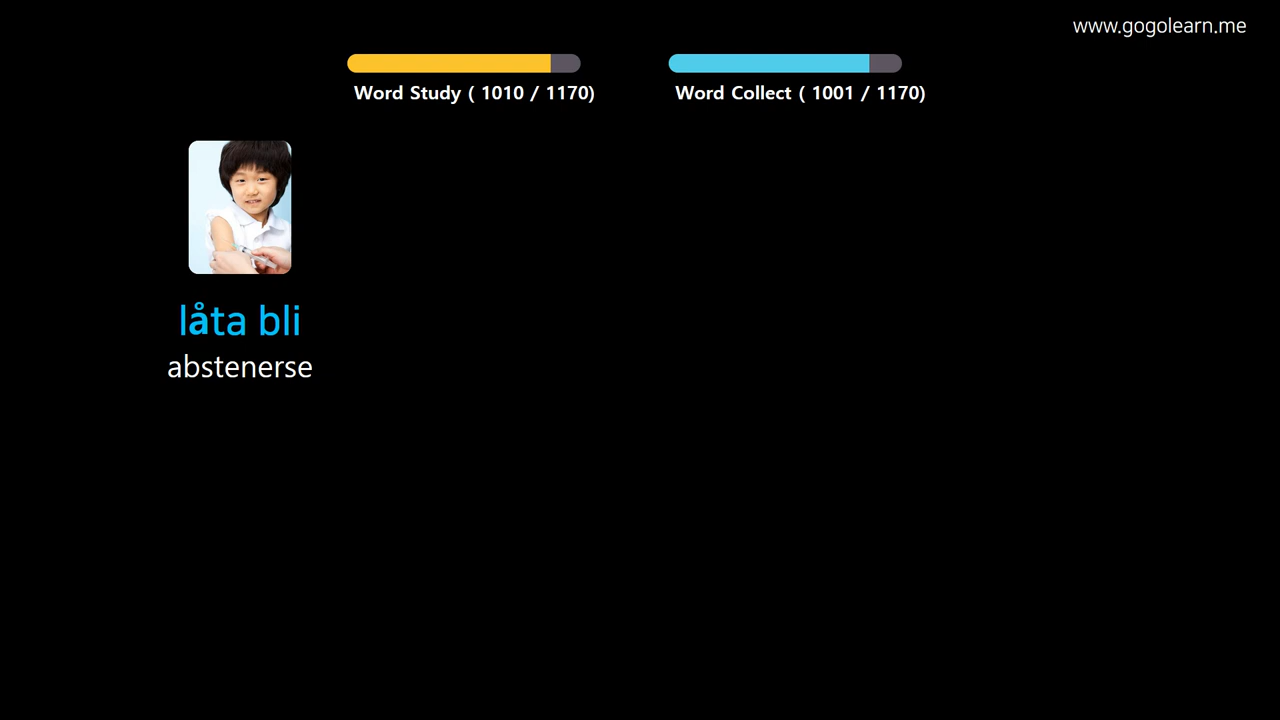 www.gogolearn.me
Word Study ( 1010 / 1170)
Word Collect ( 1001 / 1170)
låta bli
abstenerse